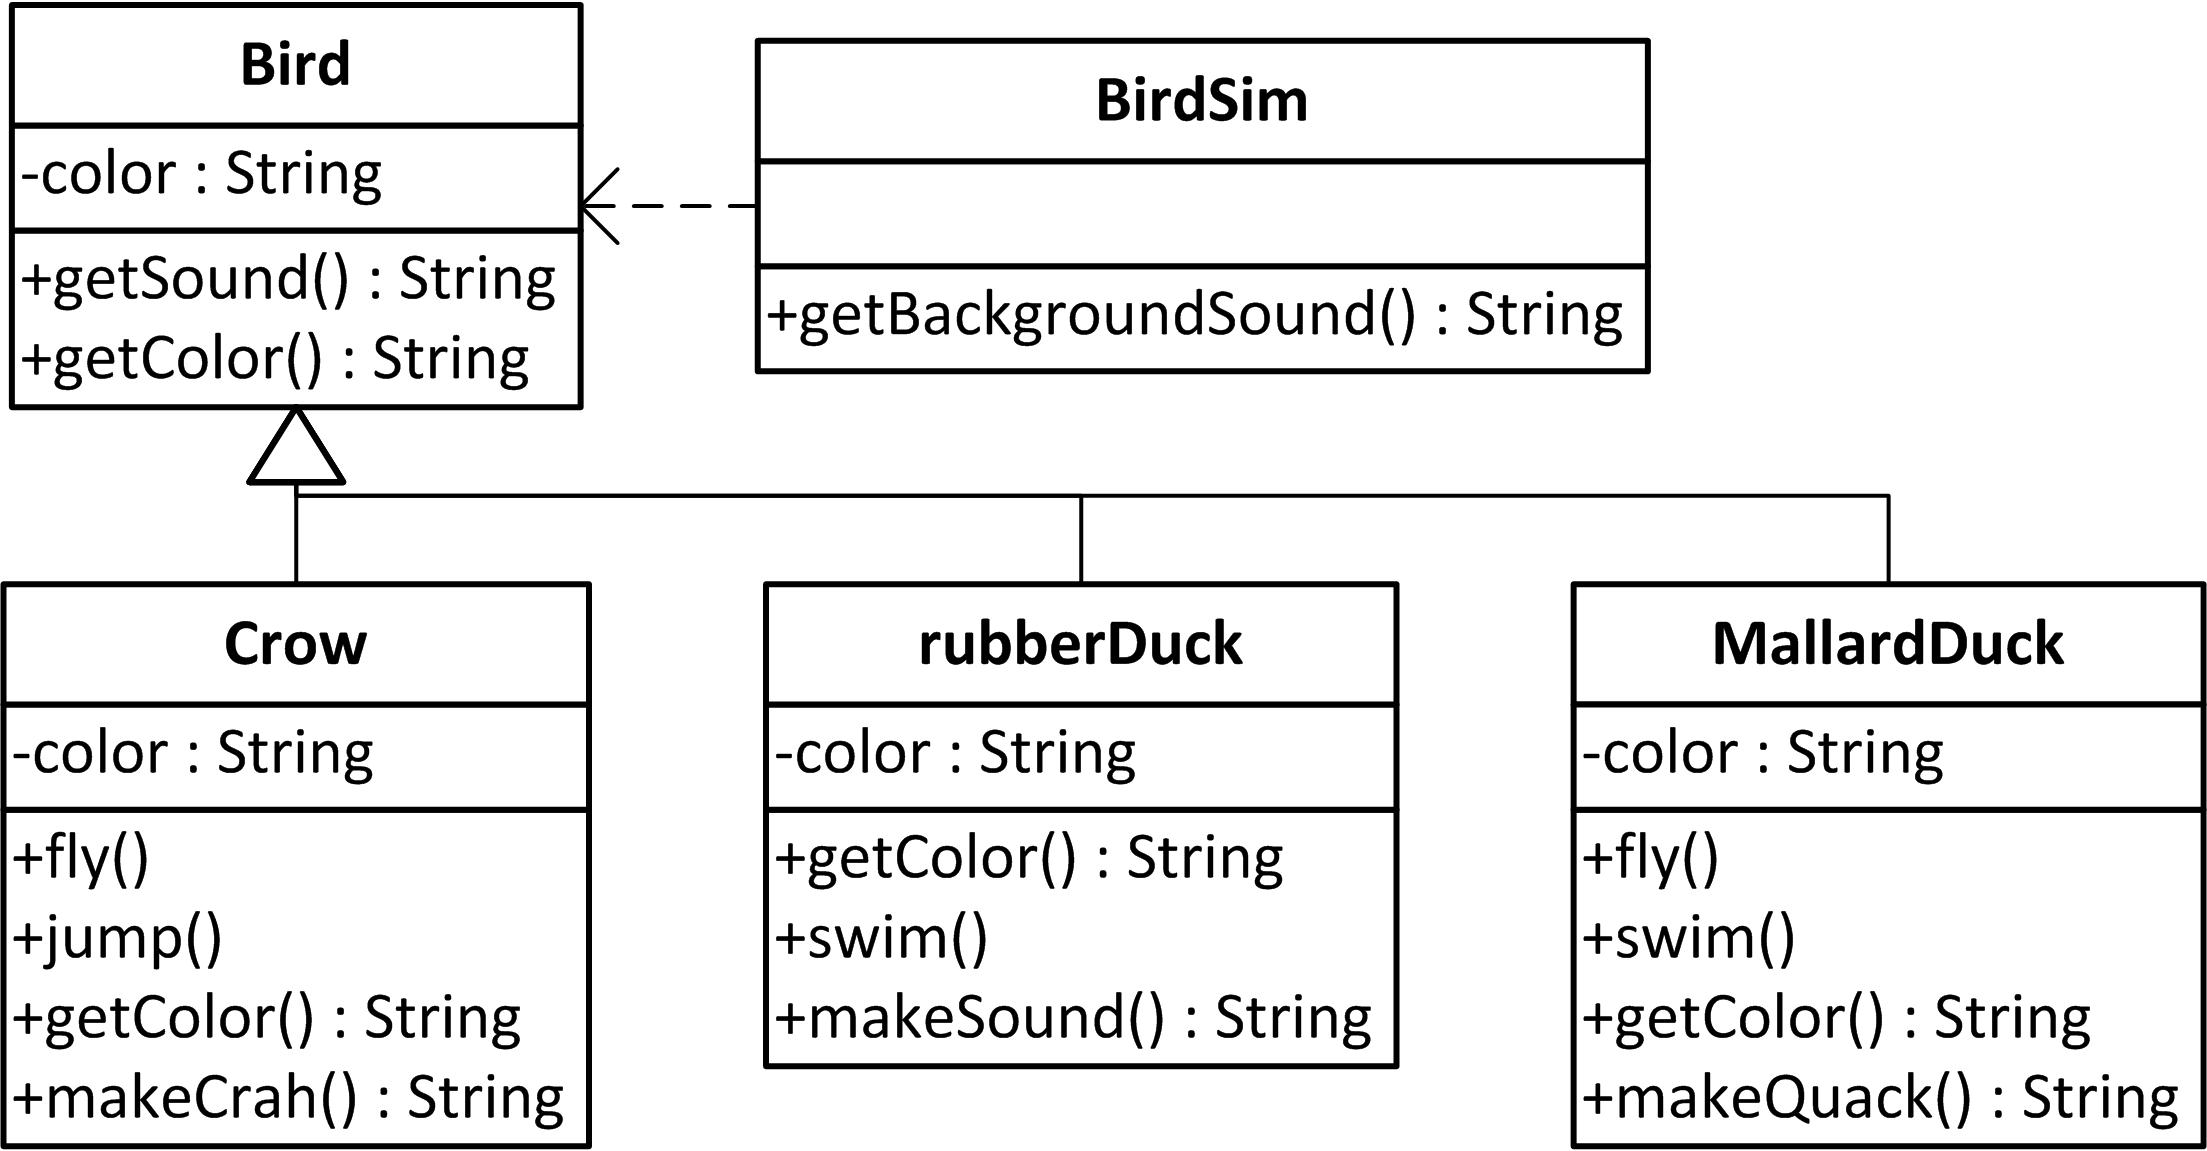 Bird
-color : String
+getSound() : String
+getColor() : String
BirdSim
+getBackgroundSound() : String
Crow
-color : String
+fly()
+jump()
+getColor() : String
+makeCrah() : String
rubberDuck
-color : String
+getColor() : String
+swim()
+makeSound() : String
MallardDuck
-color : String
+fly()
+swim()
+getColor() : String
+makeQuack() : String